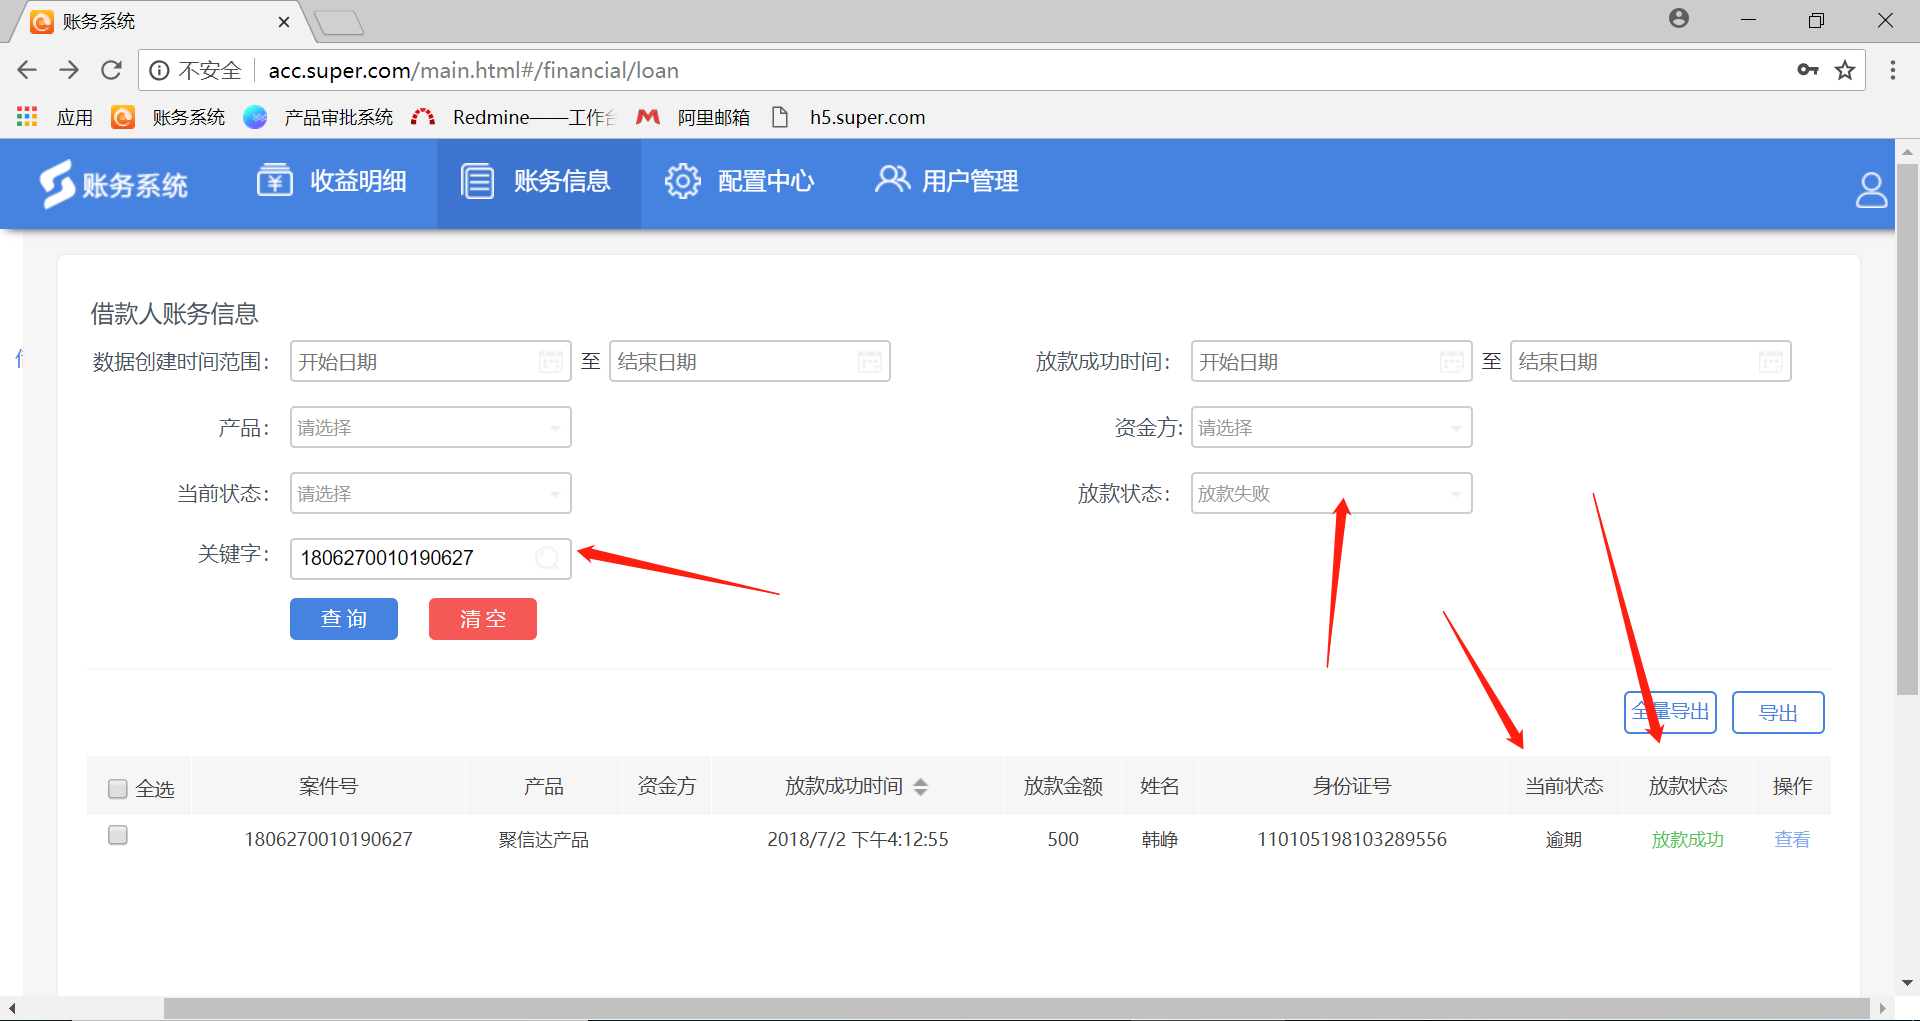 账务系统
不安全 acc.super.com/main.html#/financial/loan
应用 账务系统 产品审批系统 Redmine——工作 阿里邮箱 h5.super.com
账务系统 收益明细 账务信息 配置中心 用户管理
借款人账务信息
数据创建时间范围： 开始日期 至 结束日期 放款成功时间： 开始日期 至 结束日期
产品： 请选择 资金方: 请选择
当前状态： 请选择 放款状态： 放款失败
关键字： 1806270010190627
查 询 清 空
全量导出 导出
全选 案件号 产品 资金方 放款成功时间 放款金额 姓名 身份证号 当前状态 放款状态 操作
1806270010190627 聚信达产品 2018/7/2 下午4:12:55 500 韩峥 110105198103289556 逾期 放款成功 查看